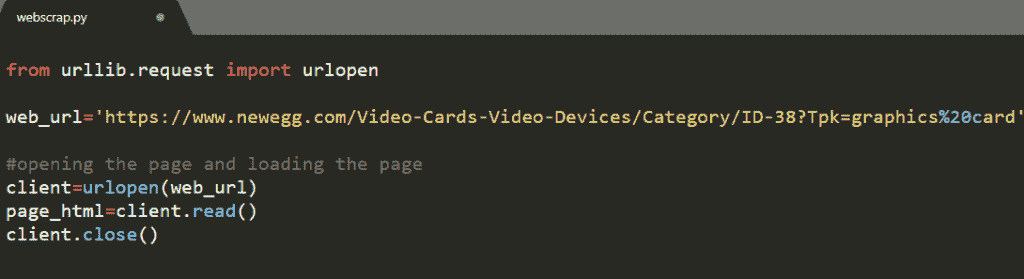 webscrap.py
from urllib.request import urlopen
web_url='https://www.newegg.com/Video-Cards-Video-Devices/Category/ID-38?Tpk=graphics%20card'
#opening the page and loading the page
client=urlopen(web_url)
page_html=client.read()
client.close()